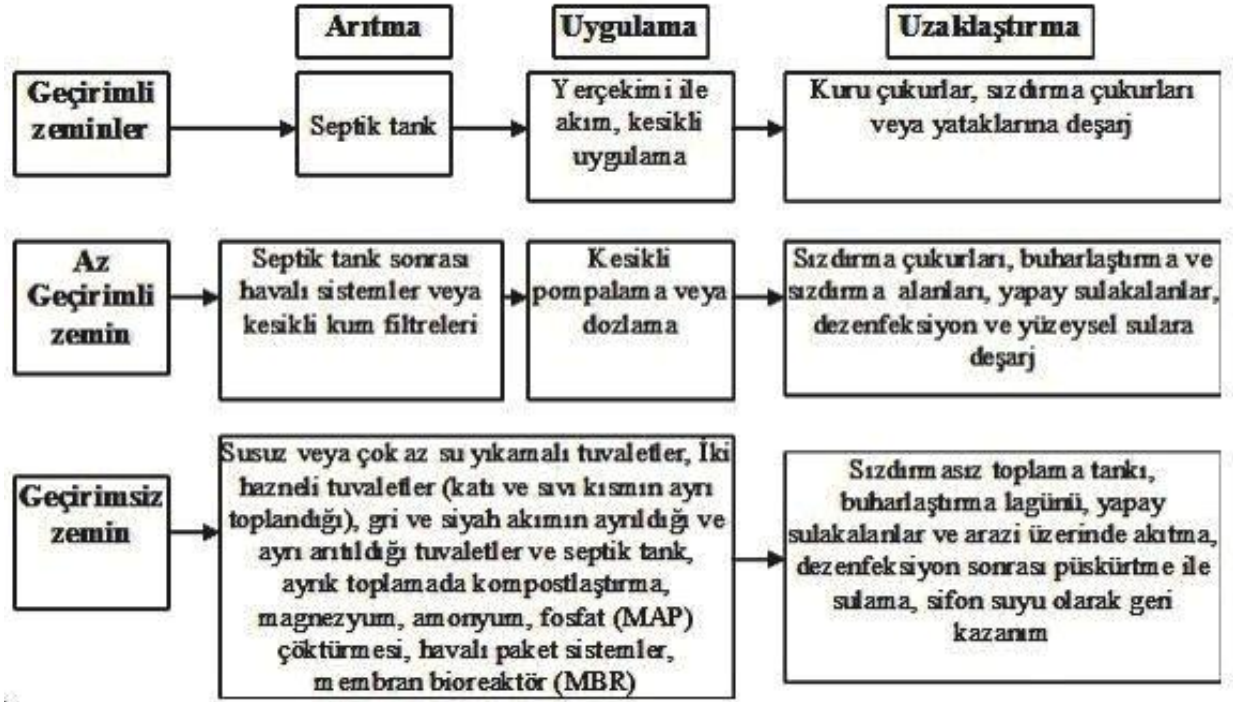 Arıtma
Uygulama
Uzaklaştırma
Geçirimli
zeminler
Septik tank
Yerçekimi ile
akım, kesikli
uygulama
Kuru çukurlar, sızdırma çukurları
veya yataklarına deşarj
Az
Geçirimli
zemin
Septik tank sonrası
havalı sistemler veya
kesikli kum filtreleri
Kesikli
pompalama veya
dozlama
Sızdırma çukurları, buharlaştırma ve
sızdırma alanları, yapay sulakalanlar,
dezenfeksiyon ve yüzeysel sulara
deşarj
Geçirimsiz
zemin
Susuz veya çok az su yıkamalı tuvaletler, İki
hazneli tuvaletler (katı ve sıvı kısmın ayrı
toplandığı), gri ve siyah akımın ayrıldığı ve
ayrı arıtıldığı tuvaletler ve septik tank,
ayrık toplamada kompostlaştırma,
magnezyum, amonyum, fosfat (MAP)
çöktürmesi, havalı paket sistemler,
membran bioreaktör (MBR)
Sızdırmasız toplama tankı,
buharlaştırma lagünü, yapay
sulakalanlar ve arazi üzerinde akıtma,
dezenfeksiyon sonrası püskürtme ile
sulama, sifon suyu olarak geri
kazanım